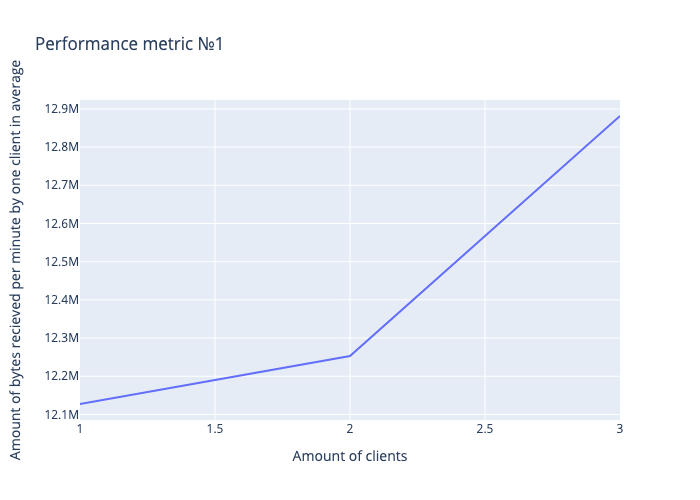 Performance metric №1
Amount of bytes recieved per minute by one client in average
12.9M
12.8M
12.7M
12.6M
12.5M
12.4M
12.3M
12.2M
12.1M
1 1.5 2 2.5 3
Amount of clients